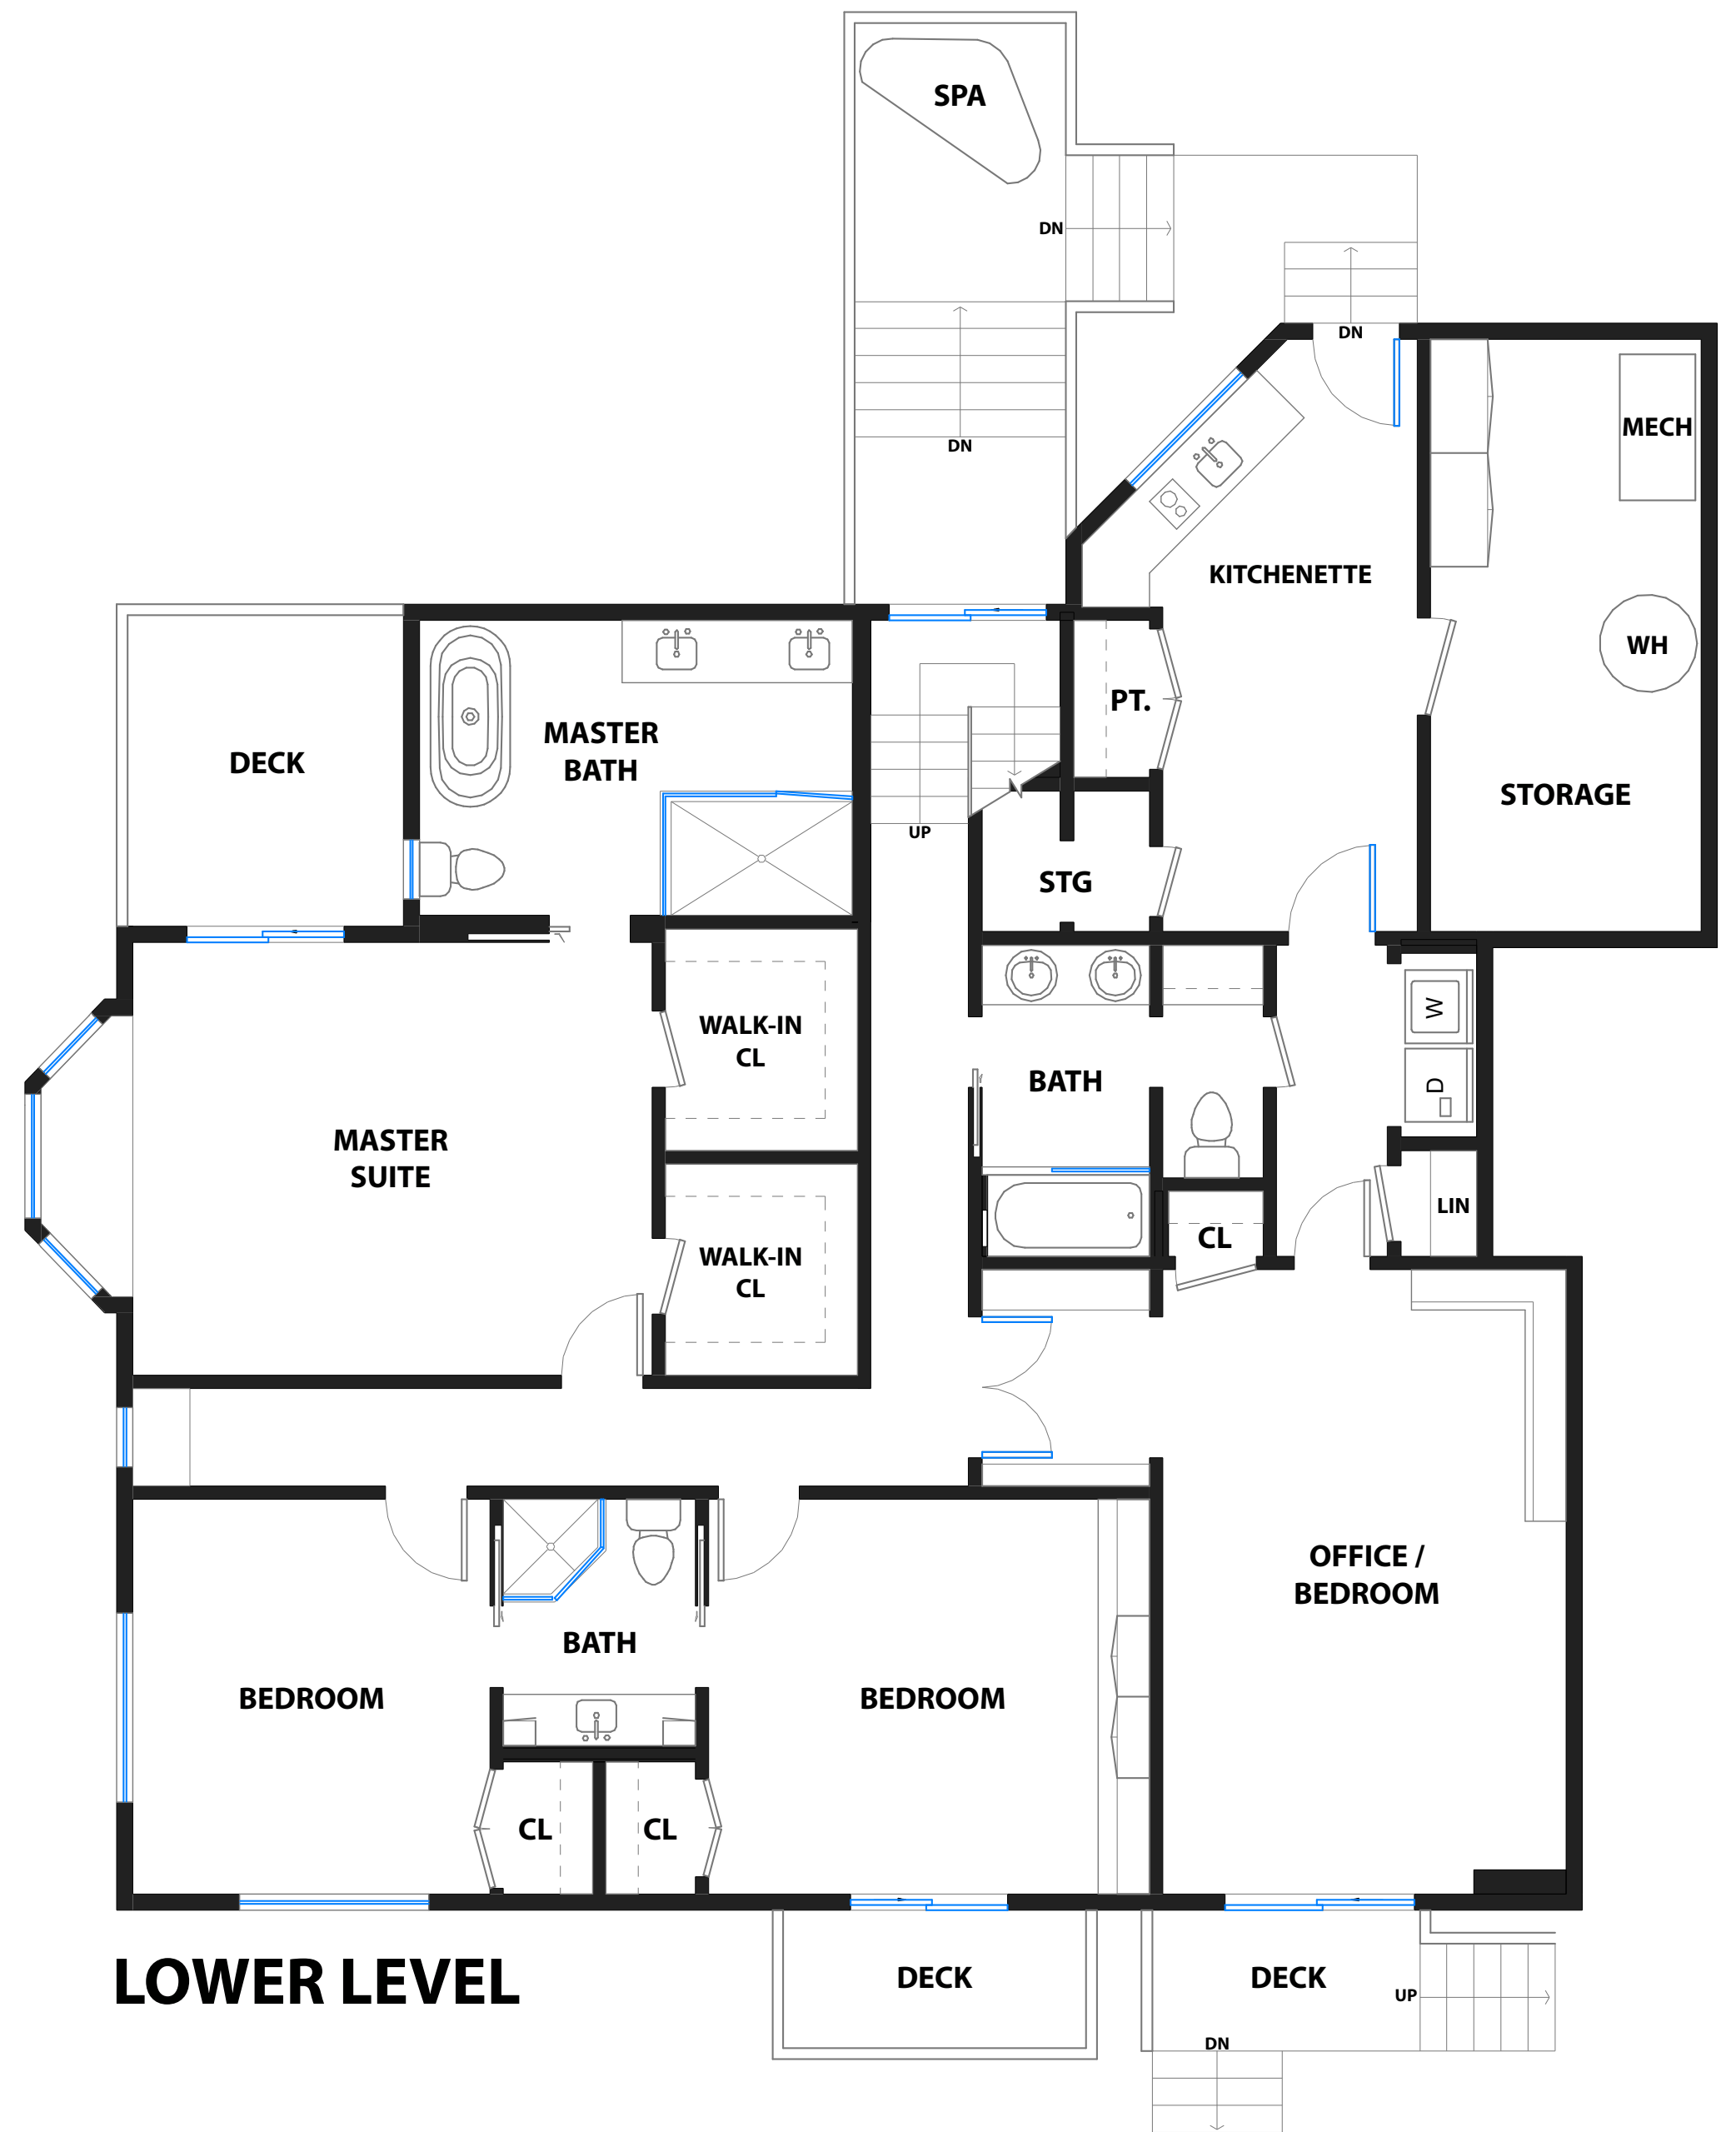 SPA
DN
DN
MECH
DN
KITCHENETTE
WH
PT.
MASTER
BATH
DECK
STORAGE
UP
STG
W
WALK-IN
CL
BATH
D
MASTER
SUITE
LIN
CL
WALK-IN
CL
OFFICE /
BEDROOM
BATH
BEDROOM
BEDROOM
CL
CL
LOWER LEVEL
DECK
DECK
UP
DN